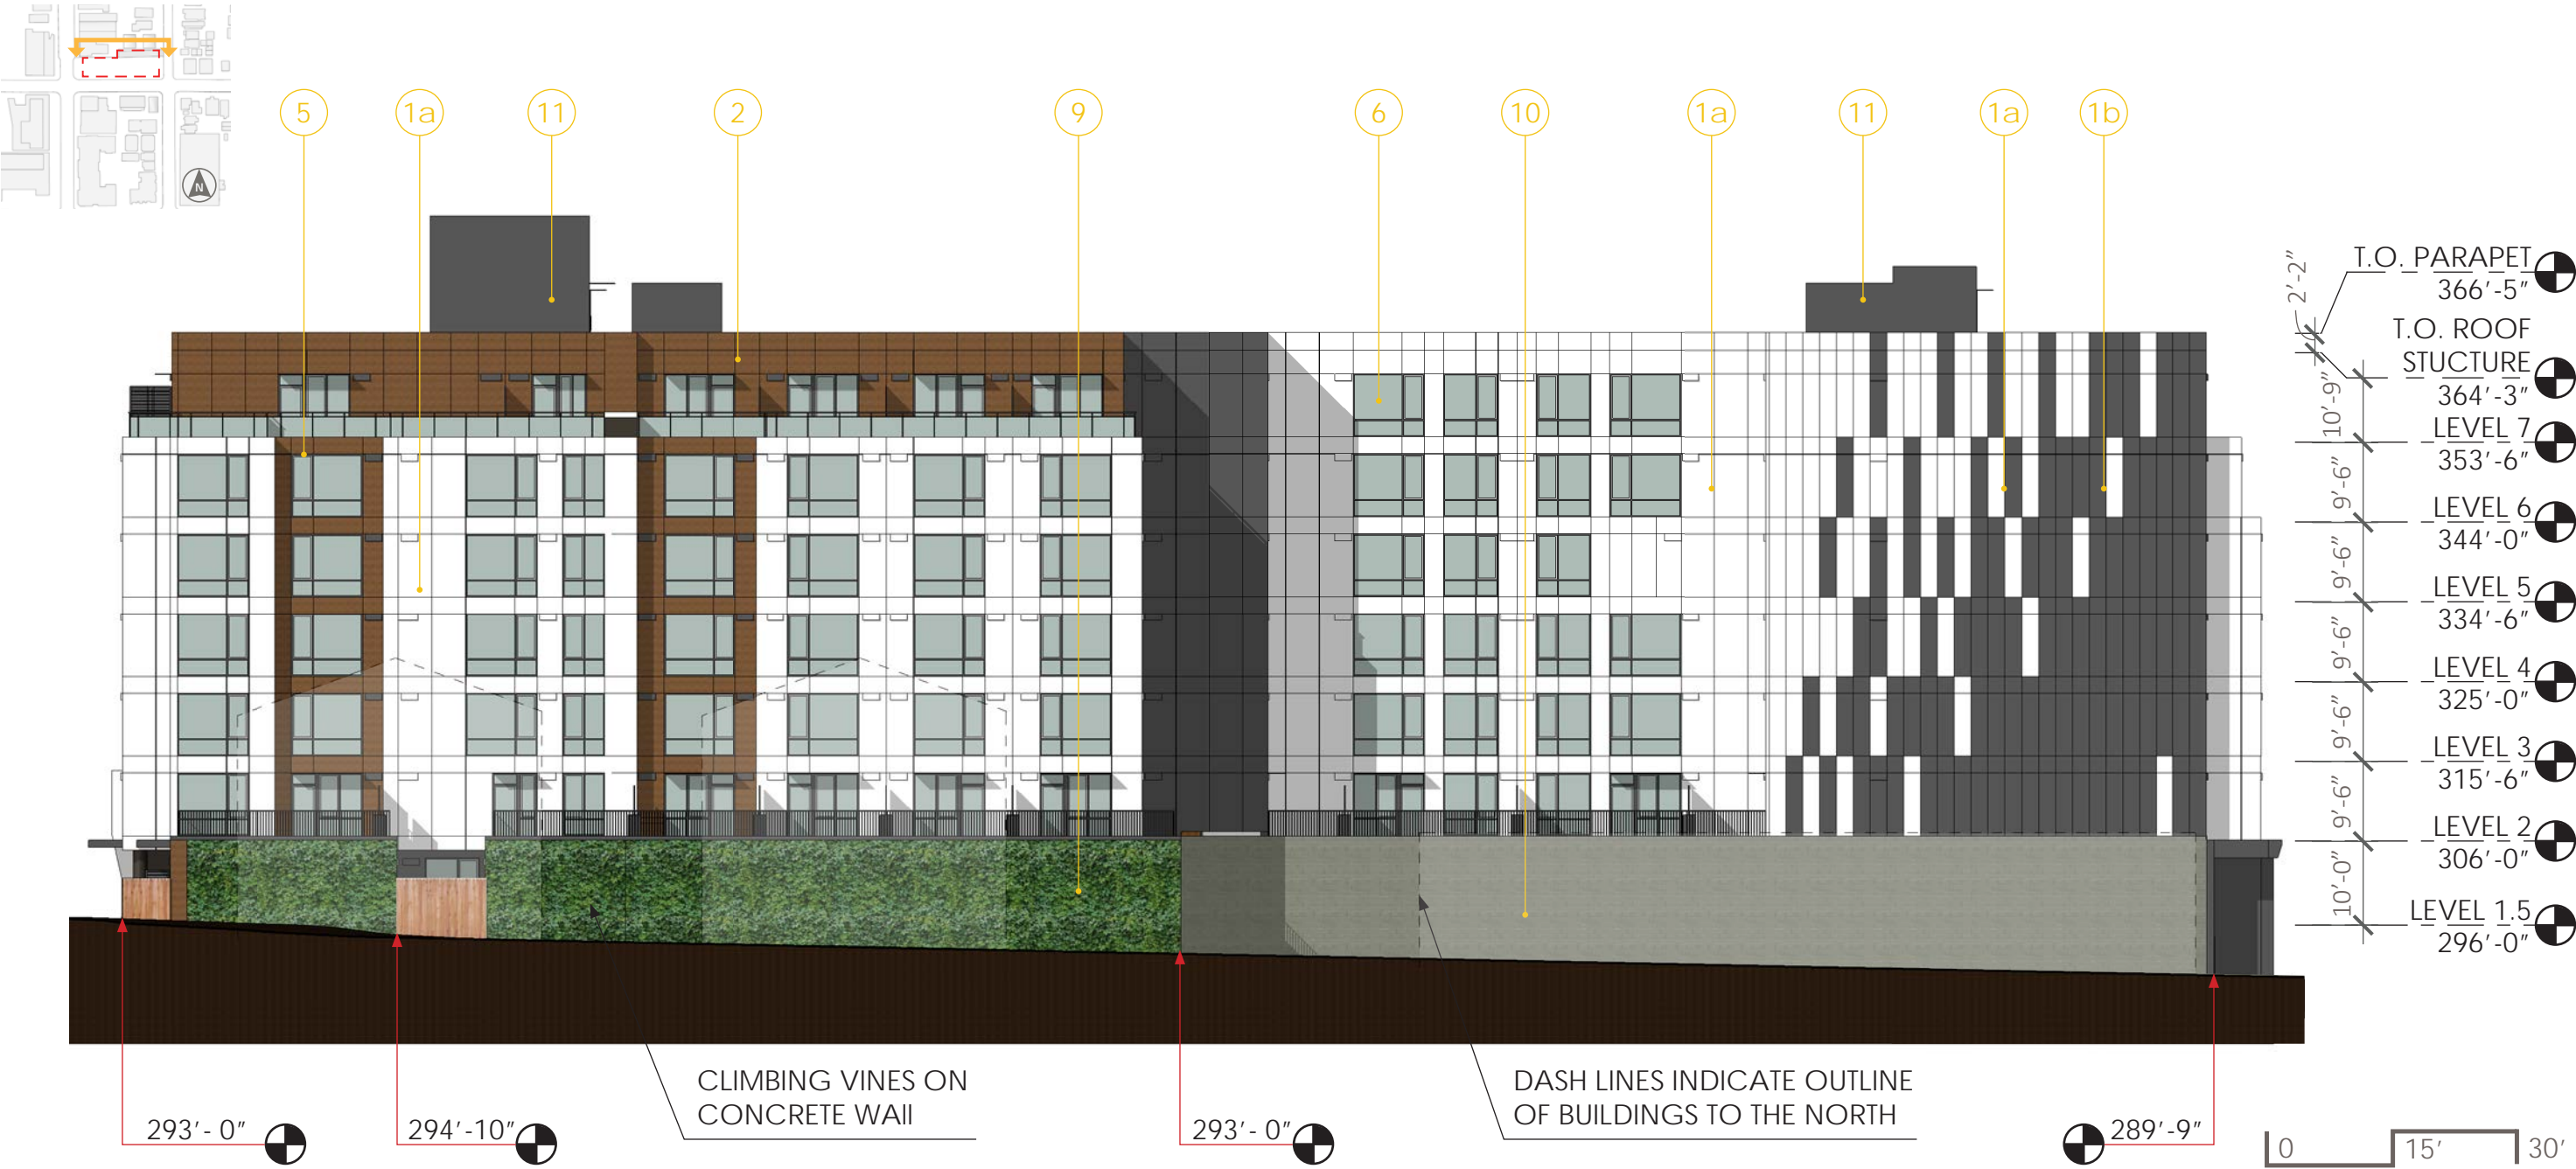 N
5
1a
11
2
9
6
10
1a
11
1a
1b
2'-2"
T.O. PARAPET
366'-5"
T.O. ROOF
STUCTURE
364'-3"
10'-9"
LEVEL 7
353'-6"
9'-6"
LEVEL 6
344'-0"
9'-6"
LEVEL 5
334'-6"
9'-6"
LEVEL 4
325'-0"
9'-6"
LEVEL 3
315'-6"
9'-6"
LEVEL 2
306'-0"
10'-0"
LEVEL 1.5
296'-0"
CLIMBING VINES ON
CONCRETE WAll
DASH LINES INDICATE OUTLINE
OF BUILDINGS TO THE NORTH
293'- 0"
294'-10"
293'- 0"
289'-9"
0
15'
30'